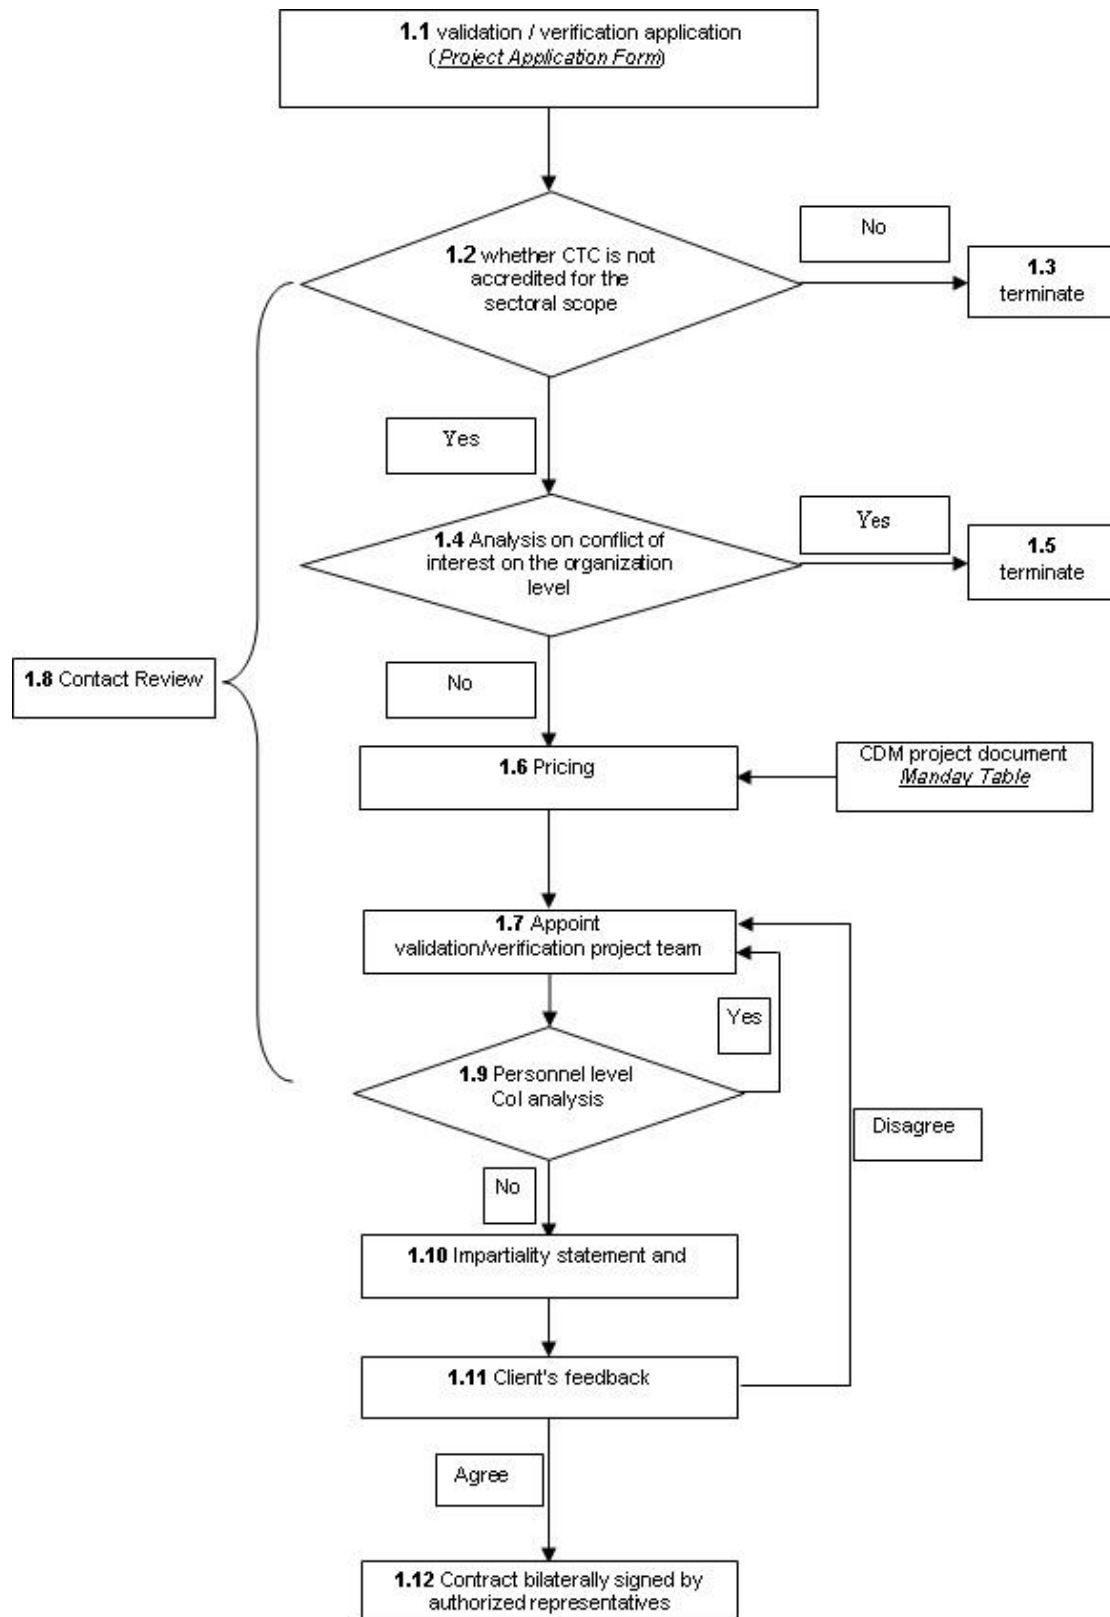 1.1 validation / verification application
(Project Application Form)
1.2 whether CTC is not
accredited for the
sectoral scope
No
1.3
terminate
Yes
1.4 Analysis on conflict of
interest on the organization
level
Yes
1.5
terminate
1.8 Contact Review
No
1.6 Pricing
CDM project document
Manday Table
1.7 Appoint
validation/verification project team
Yes
1.9 Personnel level
CoI analysis
Disagree
No
1.10 Impartiality statement and
1.11 Client's feedback
Agree
1.12 Contract bilaterally signed by
authorized representatives